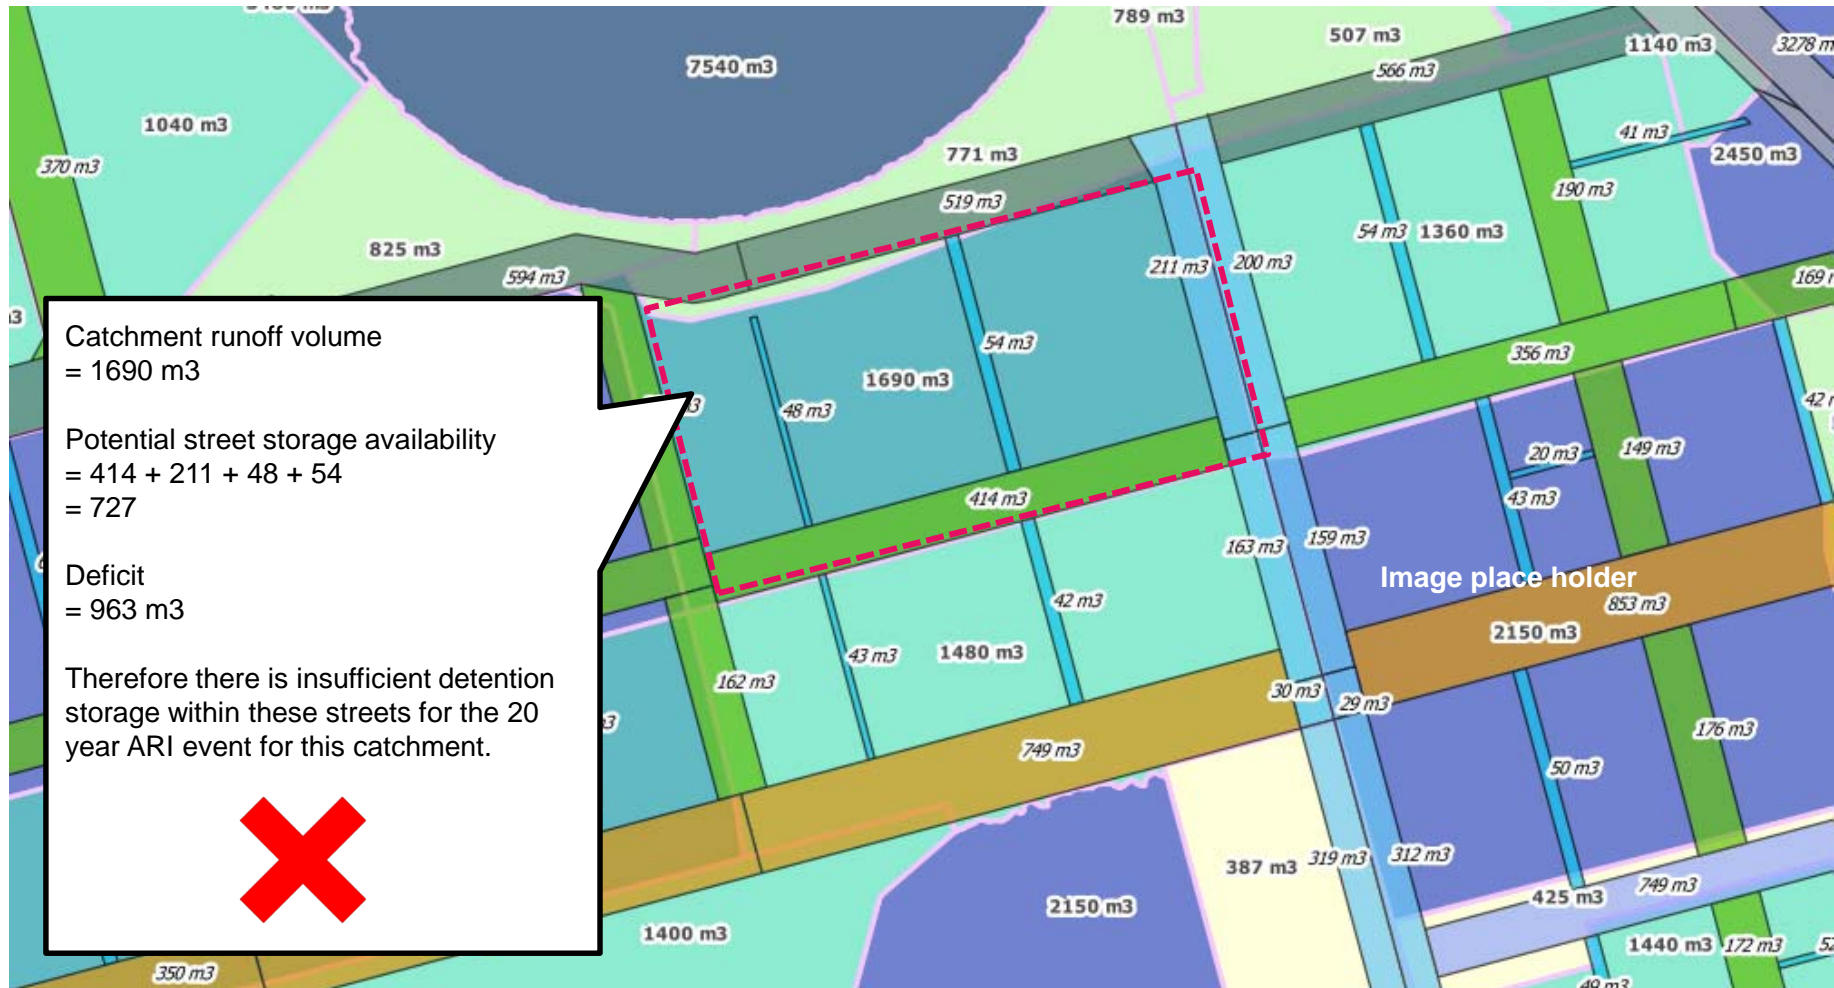 789 m3
507 m3
1140 m3
7540 m3
566 m3
1040 m3
41 m3
2450 m3
771 m3
370 m3
190 m3
519 m3
54 m3
1360 m3
825 m3
211 m3
200 m3
594 m3
Catchment runoff volume
= 1690 m3
Potential street storage availability
= 414 + 211 + 48 + 54
= 727
Deficit
= 963 m3
Therefore there is insufficient detention
storage within these streets for the 20
year ARI event for this catchment.
54 m3
356 m3
1690 m3
48 m3
20 m3
149 m3
414 m3
43 m3
163 m3
159 m3
Image place holder
42 m3
853 m3
2150 m3
43 m3
1480 m3
162 m3
30 m3
29 m3
176 m3
749 m3
50 m3
387 m3
319 m3
312 m3
749 m3
425 m3
2150 m3
1400 m3
1440 m3
172 m3
350 m3